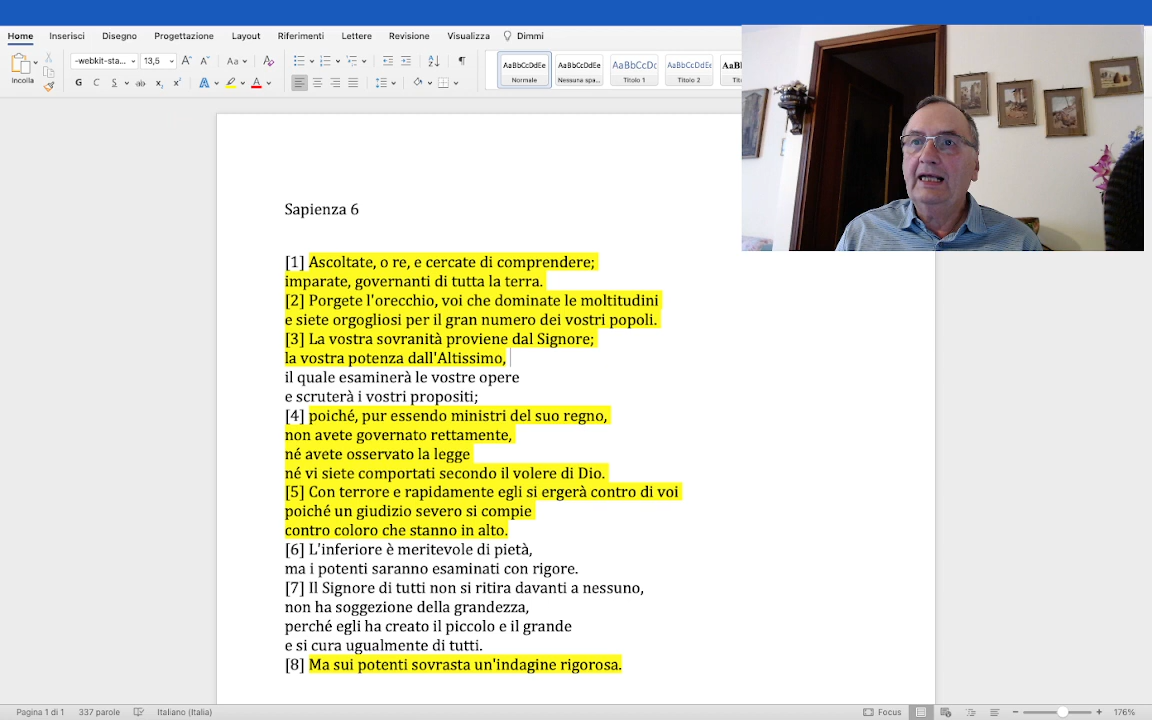 Home Inserisci Disegno Progettazione Layout Riferimenti Lettere Revisione Visualizza Dimmi
Incolla
-webkit-sta... 13,5 A A Aa A
G C S ab x x A A
AaBbCcDdEe AaBbCcDdEe AaBbCcDc AaBbCcDdEe AaBb
Normale Nessuna spa... Titolo 1 Titolo 2 Tit
Sapienza 6
[1] Ascoltate, o re, e cercate di comprendere;
imparate, governanti di tutta la terra.
[2] Porgete l'orecchio, voi che dominate le moltitudini
e siete orgogliosi per il gran numero dei vostri popoli.
[3] La vostra sovranità proviene dal Signore;
la vostra potenza dall'Altissimo,
il quale esaminerà le vostre opere
e scruterà i vostri propositi;
[4] poiché, pur essendo ministri del suo regno,
non avete governato rettamente,
né avete osservato la legge
né vi siete comportati secondo il volere di Dio.
[5] Con terrore e rapidamente egli si ergerà contro di voi
poiché un giudizio severo si compie
contro coloro che stanno in alto.
[6] L'inferiore è meritevole di pietà,
ma i potenti saranno esaminati con rigore.
[7] Il Signore di tutti non si ritira davanti a nessuno,
non ha soggezione della grandezza,
perché egli ha creato il piccolo e il grande
e si cura ugualmente di tutti.
[8] Ma sui potenti sovrasta un'indagine rigorosa.
Pagina 1 di 1 337 parole Italiano (Italia) Focus 176%